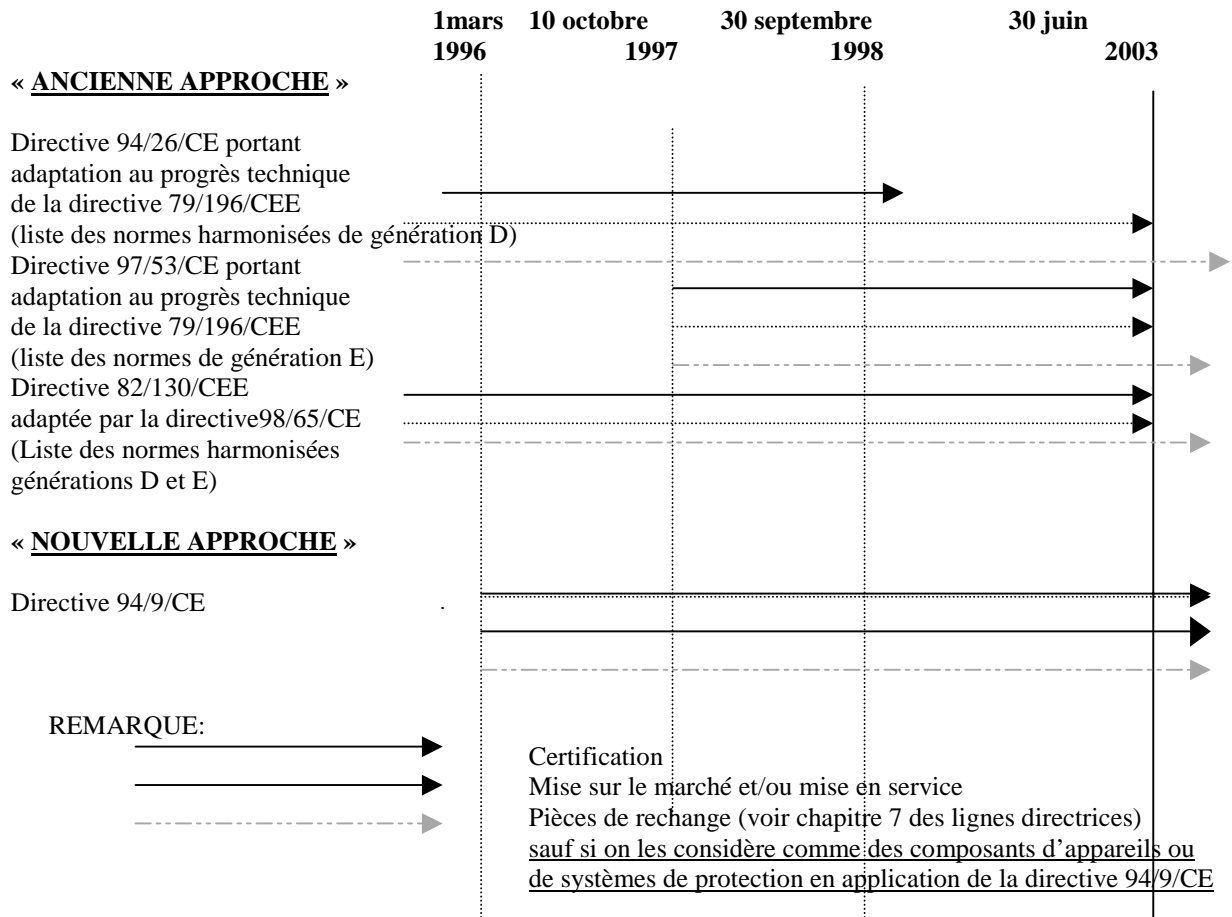 1mars 10 octobre 30 septembre 30 juin
1996 1997 1998 2003
« ANCIENNE APPROCHE »
Directive 94/26/CE portant
adaptation au progrès technique
de la directive 79/196/CEE
(liste des normes harmonisées de génération D)
Directive 97/53/CE portant
adaptation au progrès technique
de la directive 79/196/CEE
(liste des normes de génération E)
Directive 82/130/CEE
adaptée par la directive98/65/CE
(Liste des normes harmonisées
générations D et E)
« NOUVELLE APPROCHE »
Directive 94/9/CE .
REMARQUE:
Certification
Mise sur le marché et/ou mise en service
Pièces de rechange (voir chapitre 7 des lignes directrices)
sauf si on les considère comme des composants d’appareils ou
de systèmes de protection en application de la directive 94/9/CE